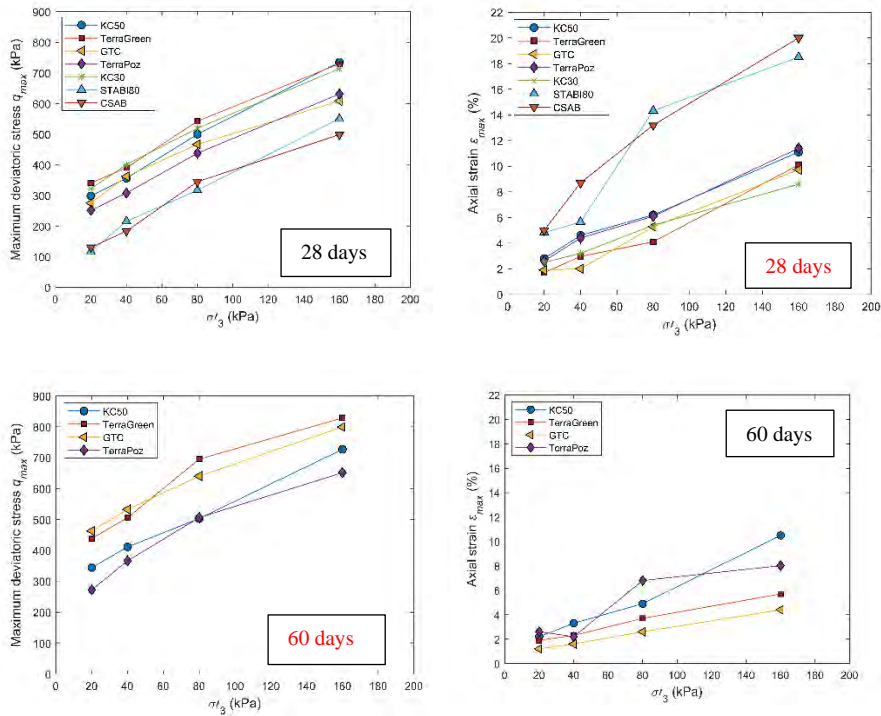 Maximum deviatoric stress qmax (kPa)
900
800
700
600
500
400
300
200
100
0
KC50
TerraGreen
GTC
TerraPoz
KC30
STABI80
CSAB
28 days
0 20 40 60 80 100 120 140 160 180 200
σ′3 (kPa)
Axial strain εmax (%)
22
20
18
16
14
12
10
8
6
4
2
0
KC50
TerraGreen
GTC
TerraPoz
KC30
STABI80
CSAB
28 days
0 20 40 60 80 100 120 140 160 180 200
σ′3 (kPa)
Maximum deviatoric stress qmax (kPa)
900
800
700
600
500
400
300
200
100
0
KC50
TerraGreen
GTC
TerraPoz
60 days
0 20 40 60 80 100 120 140 160 180 200
σ′3 (kPa)
Axial strain εmax (%)
22
20
18
16
14
12
10
8
6
4
2
0
KC50
TerraGreen
GTC
TerraPoz
60 days
0 20 40 60 80 100 120 140 160 180 200
σ′3 (kPa)